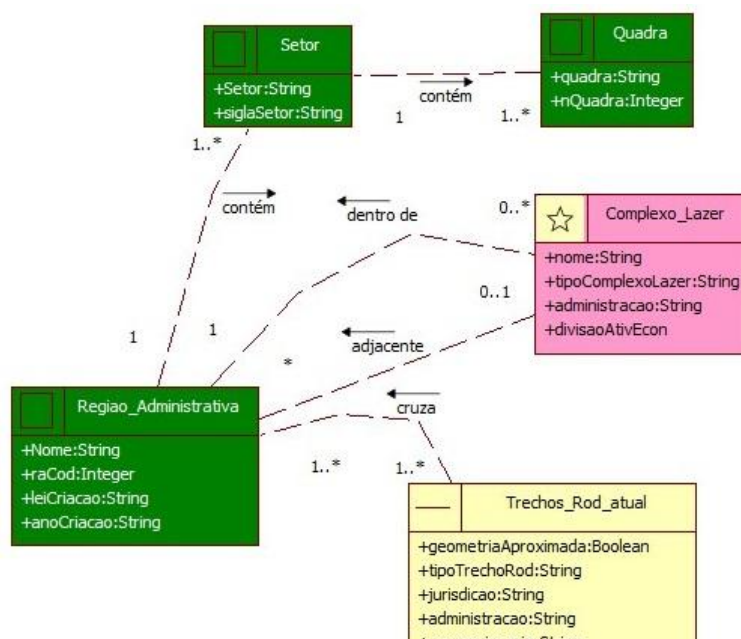 Setor
+Setor:String
+siglaSetor:String
Quadra
+quadra:String
+nQuadra:Integer
contém
1
1..*
1..*
contém
dentro de
0..*
Complexo_Lazer
+nome:String
+tipoComplexoLazer:String
+administracao:String
+divisaoAtivEcon
0..1
1
1
*
adjacente
Regiao_Administrativa
+Nome:String
+raCod:Integer
+leiCriacao:String
+anoCriacao:String
cruza
1..*
1..*
Trechos_Rod_atual
+geometriaAproximada:Boolean
+tipoTrechoRod:String
+jurisdicao:String
+administracao:String